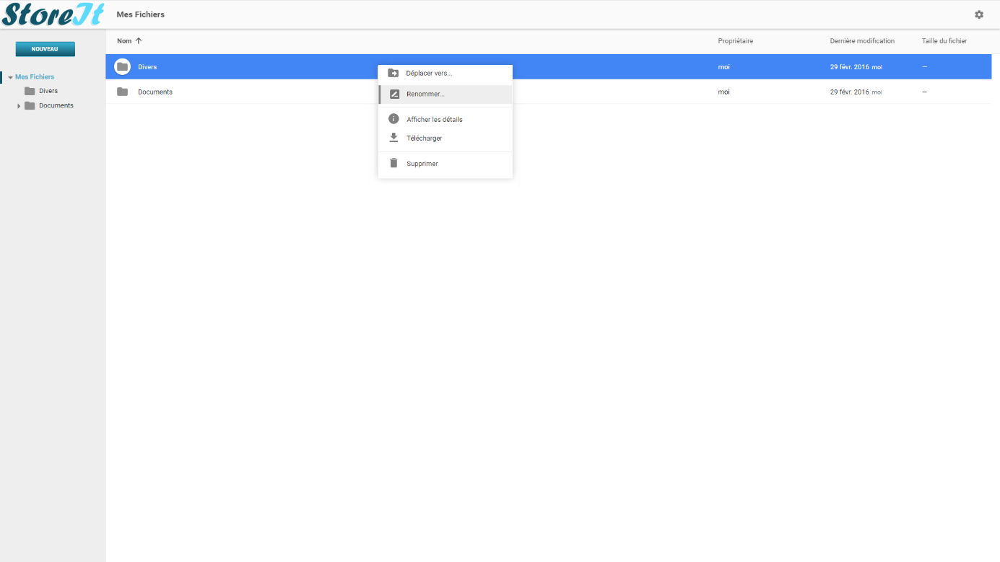 StoreIt
Mes Fichiers
NOUVEAU
Mes Fichiers
Divers
Documents
Nom Propriétaire Dernière modification Taille du fichier
Divers moi 29 févr. 2016 moi —
Documents moi 29 févr. 2016 moi —
Déplacer vers...
Renommer...
Afficher les détails
Télécharger
Supprimer